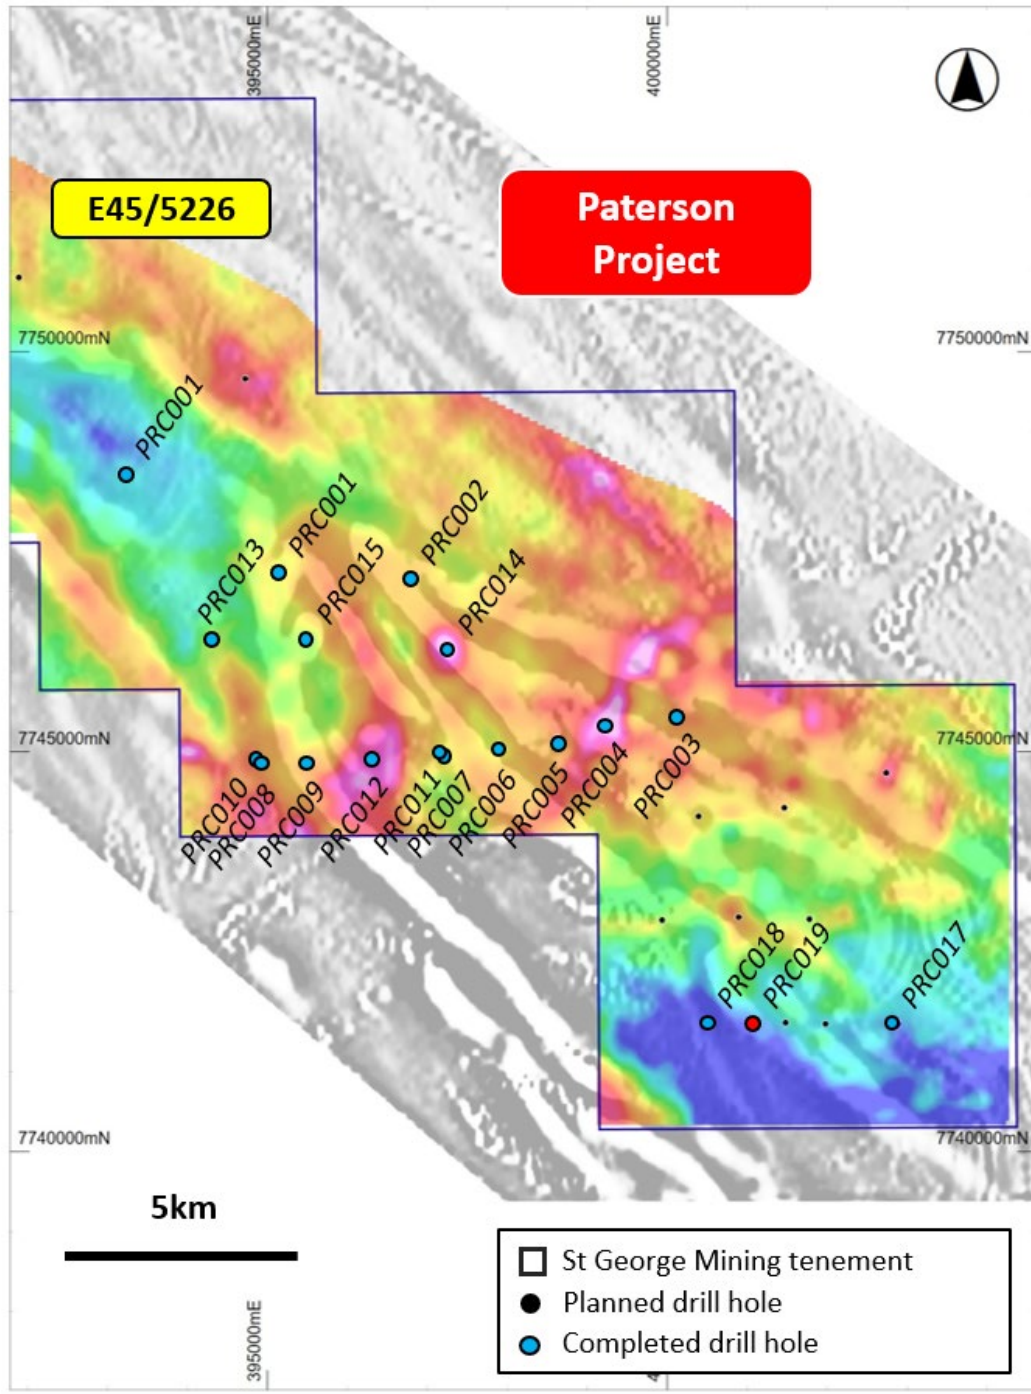 395000mE
400000mE
E45/5226
Paterson
Project
7750000mN
7750000mN
PRC001
PRC001
PRC002
PRC013
PRC015
PRC014
7745000mN
7745000mN
PRC010
PRC008
PRC009
PRC012
PRC011
PRC007
PRC006
PRC005
PRC004
PRC003
PRC018
PRC019
PRC017
7740000mN
7740000mN
5km
St George Mining tenement
Planned drill hole
Completed drill hole
395000mE